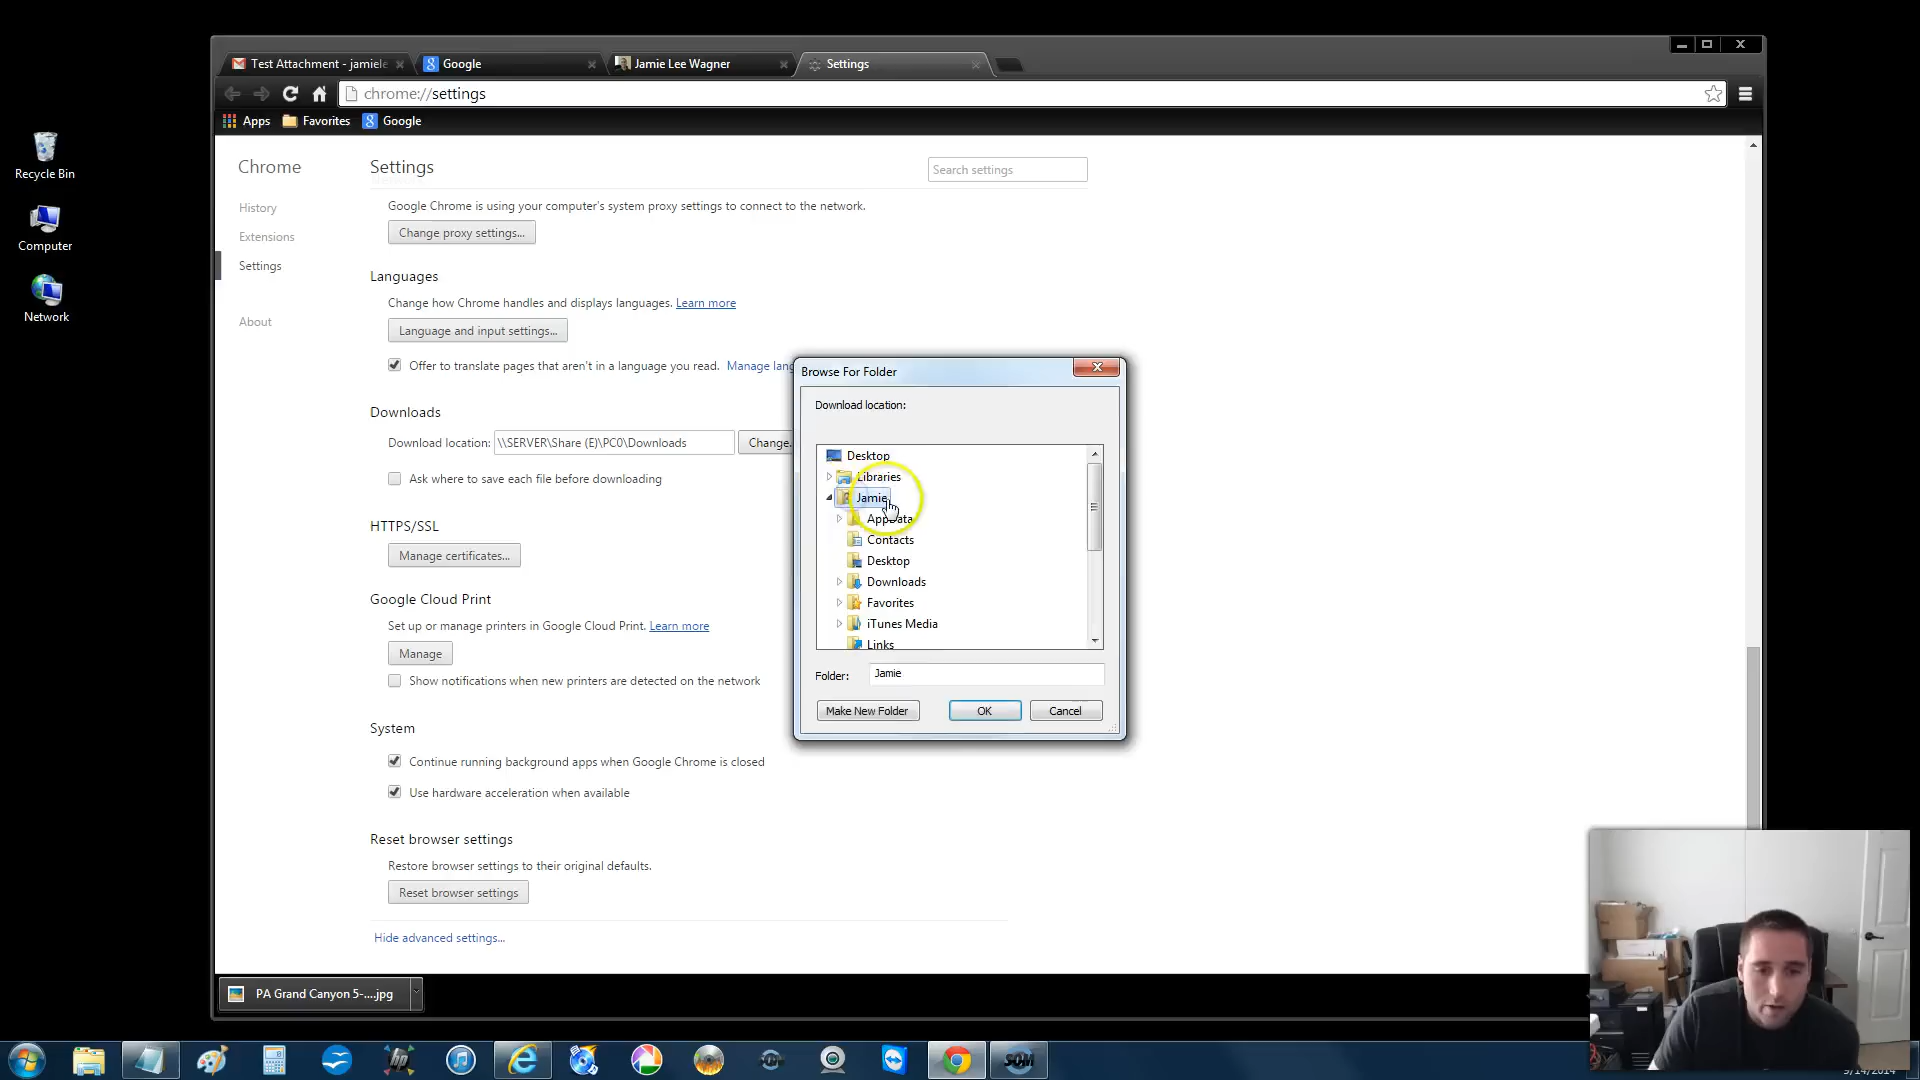 Test Attachment - jamiele
Google
Jamie Lee Wagner
Settings
chrome://settings
Apps
Favorites
Google
Recycle Bin
Computer
Network
Chrome
History
Extensions
Settings
About
Settings
Search settings
Google Chrome is using your computer's system proxy settings to connect to the network.
Change proxy settings...
Languages
Change how Chrome handles and displays languages. Learn more
Language and input settings...
Offer to translate pages that aren't in a language you read. Manage lang
Downloads
Download location: \\SERVER\Share (E)\PC0\Downloads Change.
Ask where to save each file before downloading
HTTPS/SSL
Manage certificates...
Google Cloud Print
Set up or manage printers in Google Cloud Print. Learn more
Manage
Show notifications when new printers are detected on the network
System
Continue running background apps when Google Chrome is closed
Use hardware acceleration when available
Reset browser settings
Restore browser settings to their original defaults.
Reset browser settings
Hide advanced settings...
Browse For Folder
Download location:
Desktop
Libraries
Jamie
AppData
Contacts
Desktop
Downloads
Favorites
iTunes Media
Links
Folder: Jamie
Make New Folder
OK
Cancel
PA Grand Canyon 5-....jpg
hp
SOM
9/14/2014